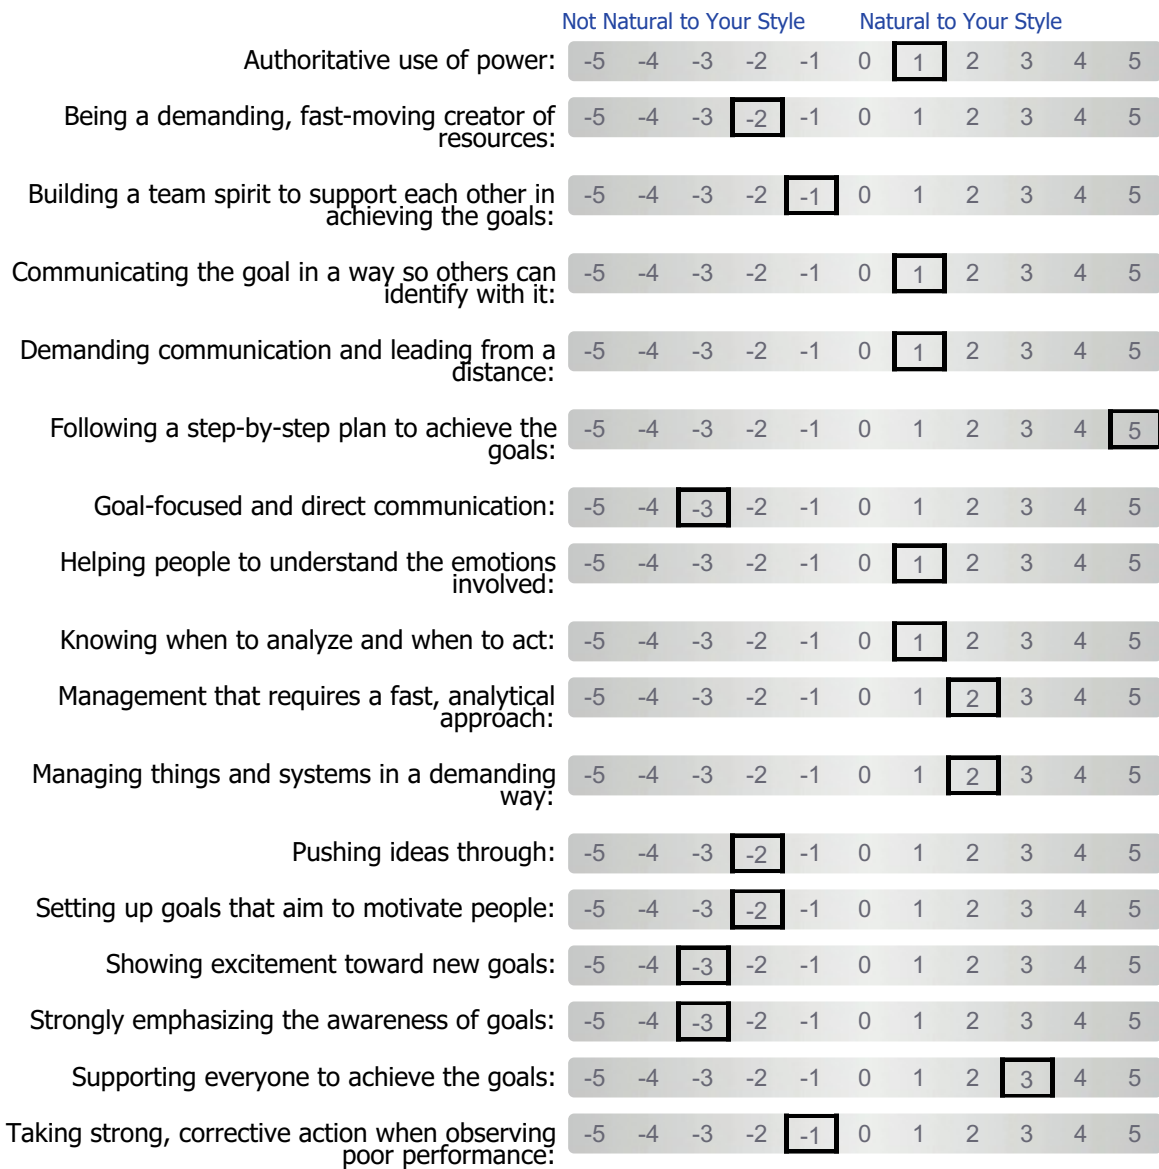 Not Natural to Your Style Natural to Your Style
Authoritative use of power: -5 -4 -3 -2 -1 0 1 2 3 4 5
Being a demanding, fast-moving creator of
resources: -5 -4 -3 -2 -1 0 1 2 3 4 5
Building a team spirit to support each other in
achieving the goals: -5 -4 -3 -2 -1 0 1 2 3 4 5
Communicating the goal in a way so others can
identify with it: -5 -4 -3 -2 -1 0 1 2 3 4 5
Demanding communication and leading from a
distance: -5 -4 -3 -2 -1 0 1 2 3 4 5
Following a step-by-step plan to achieve the
goals: -5 -4 -3 -2 -1 0 1 2 3 4 5
Goal-focused and direct communication: -5 -4 -3 -2 -1 0 1 2 3 4 5
Helping people to understand the emotions
involved: -5 -4 -3 -2 -1 0 1 2 3 4 5
Knowing when to analyze and when to act: -5 -4 -3 -2 -1 0 1 2 3 4 5
Management that requires a fast, analytical
approach: -5 -4 -3 -2 -1 0 1 2 3 4 5
Managing things and systems in a demanding
way: -5 -4 -3 -2 -1 0 1 2 3 4 5
Pushing ideas through: -5 -4 -3 -2 -1 0 1 2 3 4 5
Setting up goals that aim to motivate people: -5 -4 -3 -2 -1 0 1 2 3 4 5
Showing excitement toward new goals: -5 -4 -3 -2 -1 0 1 2 3 4 5
Strongly emphasizing the awareness of goals: -5 -4 -3 -2 -1 0 1 2 3 4 5
Supporting everyone to achieve the goals: -5 -4 -3 -2 -1 0 1 2 3 4 5
Taking strong, corrective action when observing
poor performance: -5 -4 -3 -2 -1 0 1 2 3 4 5